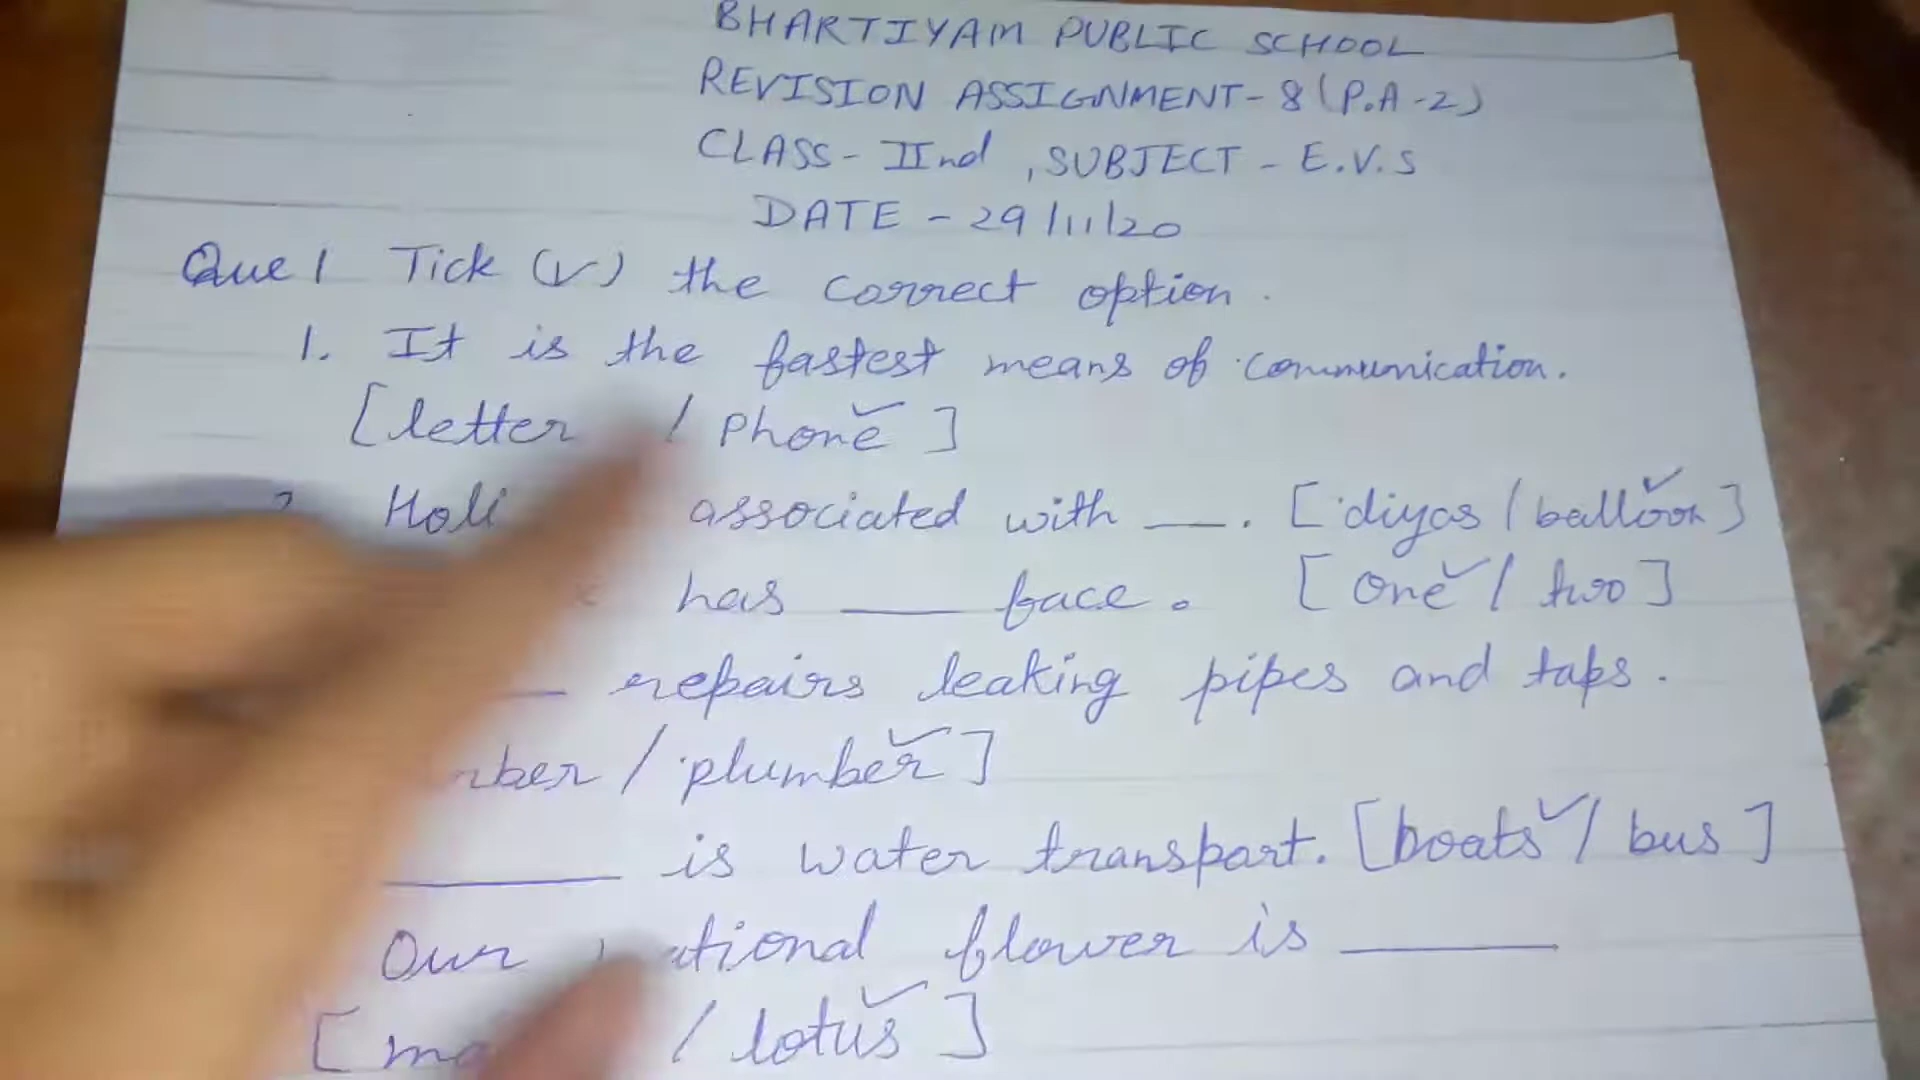 BHARTIYAM PUBLIC SCHOOL
REVISION ASSIGNMENT-8 (P.A-2)
CLASS-IInd, SUBJECT-E.V.S
DATE - 29/11/20
Que 1 Tick (✓) the correct option.
1. It is the fastest means of communication.
[letter / Phone ✓]
Holi associated with ___. [diyas / balloon ✓]
has ___ face. [One ✓ / two]
___ repairs leaking pipes and taps.
/ plumber ✓]
___ is water transport. [boats ✓ / bus]
Our flower is ___
[ / lotus ✓]